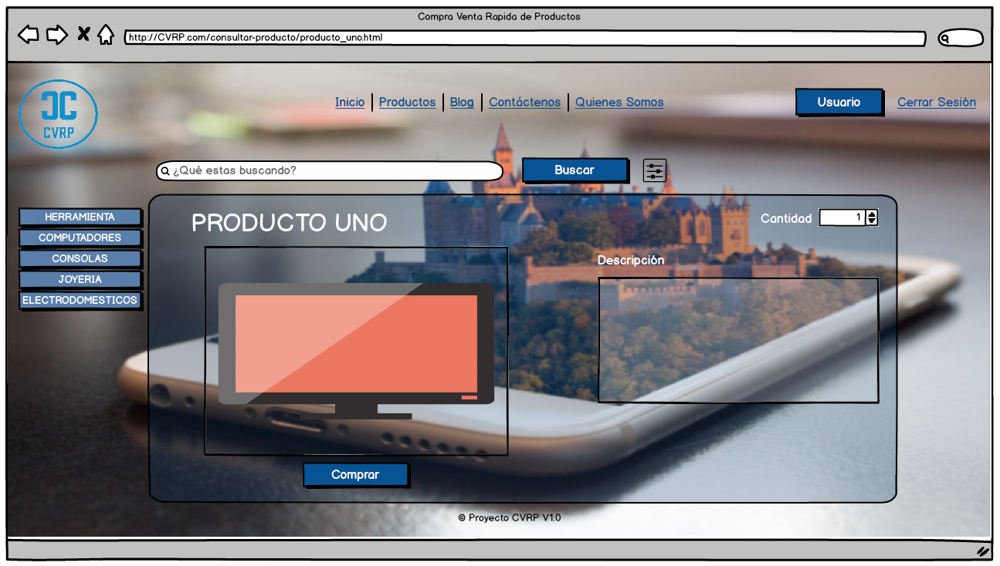 Compra Venta Rapida de Productos
http://CVRP.com/consultar-producto/producto_uno.html
CVRP
Inicio Productos Blog Contáctenos Quienes Somos
Usuario Cerrar Sesión
¿Qué estas buscando? Buscar
HERRAMIENTA
COMPUTADORES
CONSOLAS
JOYERIA
ELECTRODOMESTICOS
PRODUCTO UNO
Cantidad 1
Descripción
Comprar
© Proyecto CVRP V1.0